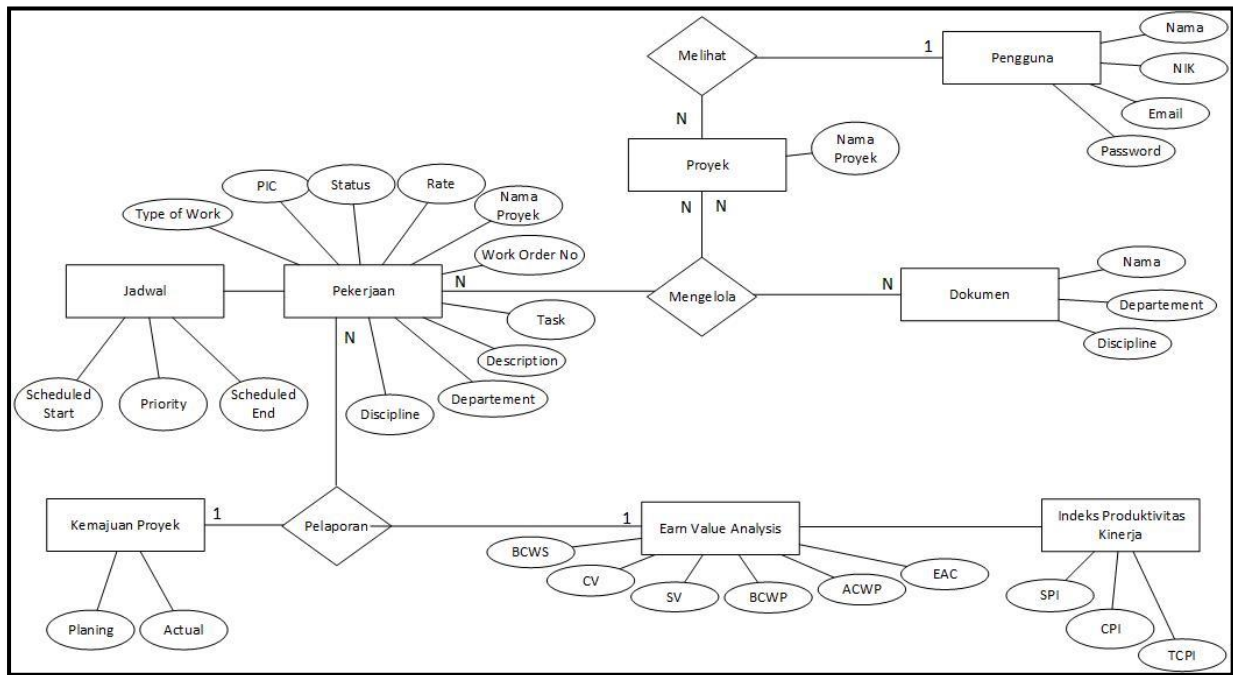 Nama
Melihat
1
Pengguna
NIK
Email
Password
N
Proyek
Nama
Proyek
N N
PIC
Status
Rate
Nama
Proyek
Type of Work
Work Order No
Jadwal
Pekerjaan
N
Mengelola
N
Dokumen
Nama
Departement
Discipline
Task
N
Description
Scheduled
Start
Priority
Scheduled
End
Discipline
Departement
Kemajuan Proyek
1
Pelaporan
1
Earn Value Analysis
Indeks Produktivitas
Kinerja
BCWS
CV
SV
BCWP
ACWP
EAC
SPI
CPI
TCPI
Planing
Actual